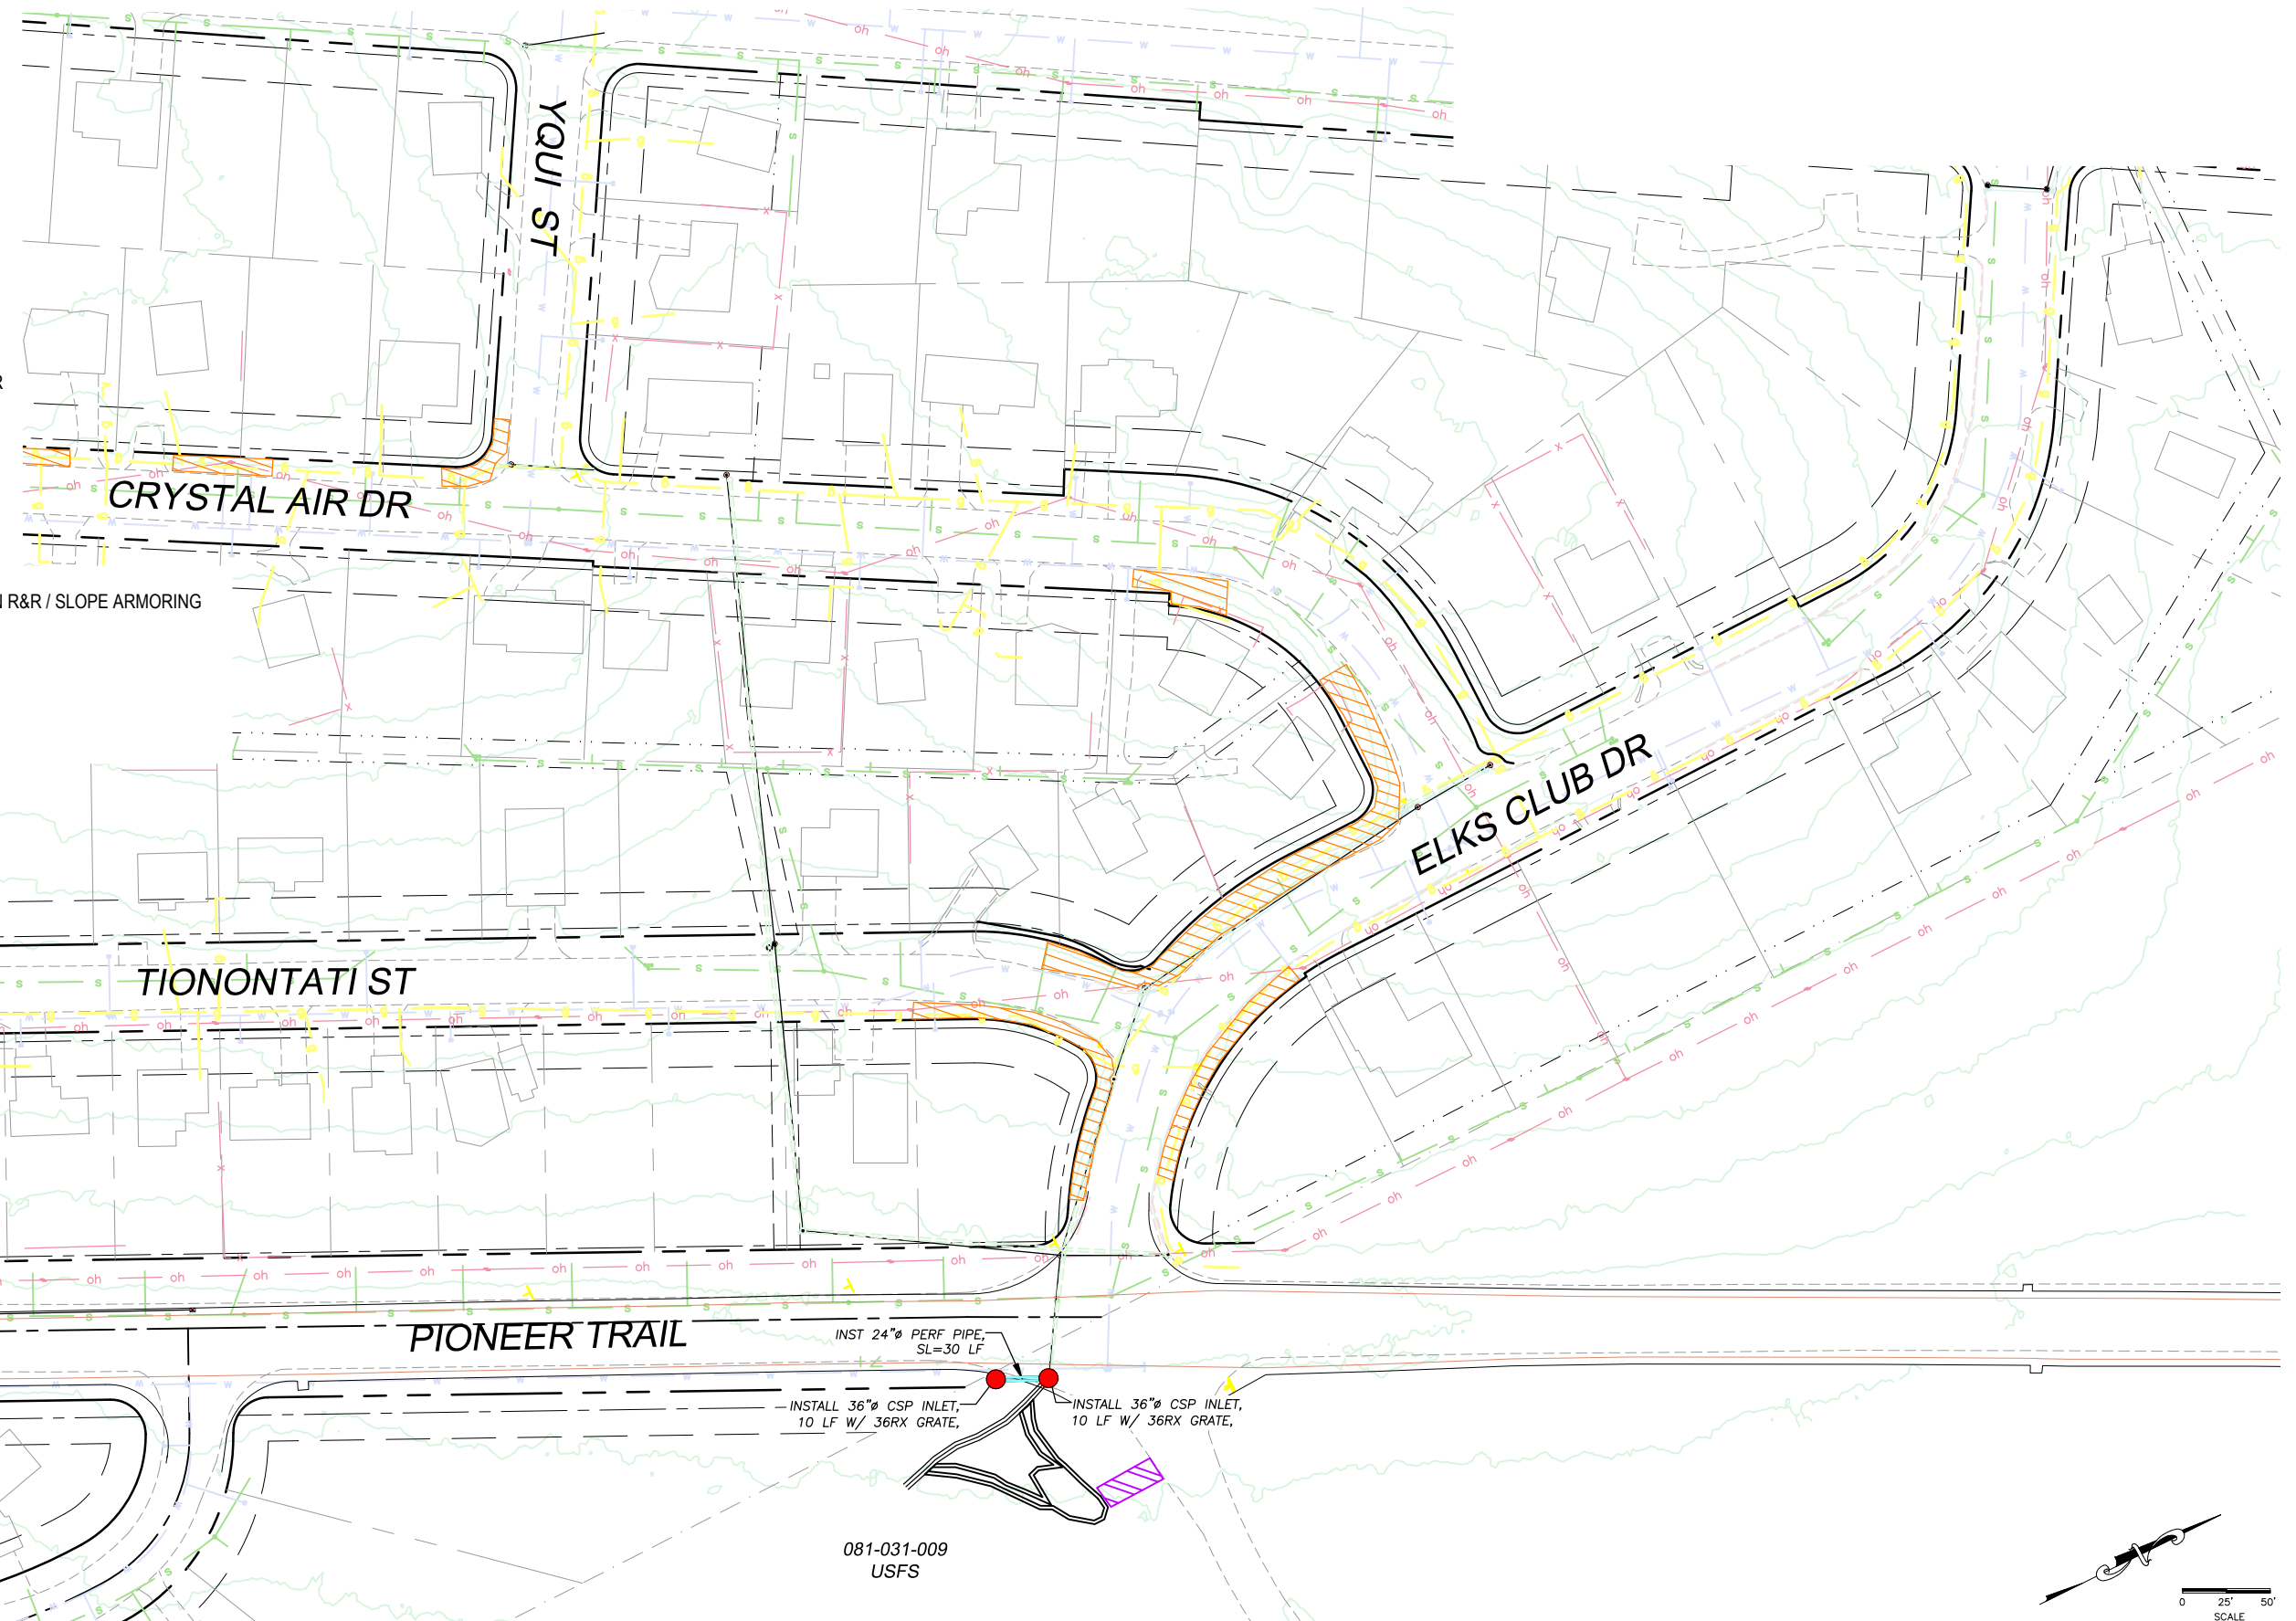 YQUI ST
R
CRYSTAL AIR DR
N R&R / SLOPE ARMORING
ELKS CLUB DR
TIONONTATI ST
PIONEER TRAIL
INST 24"ø PERF PIPE,
SL=30 LF
INSTALL 36"ø CSP INLET,
10 LF W/ 36RX GRATE,
INSTALL 36"ø CSP INLET,
10 LF W/ 36RX GRATE,
081-031-009
USFS
N
0 25' 50'
SCALE